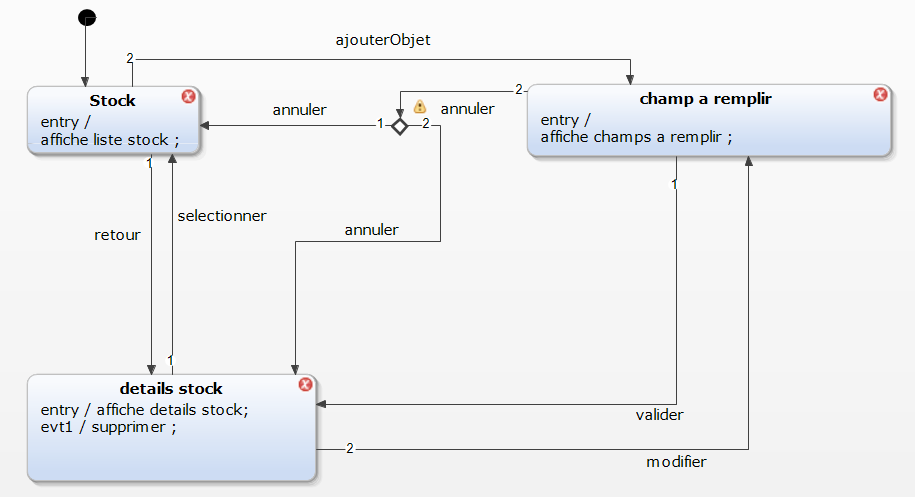 ajouterObjet
2
Stock
entry /
affiche liste stock ;
annuler
1
2
annuler
2
champ a remplir
entry /
affiche champs a remplir ;
1
1
selectionner
retour
annuler
1
details stock
entry / affiche details stock;
evt1 / supprimer ;
valider
2
modifier